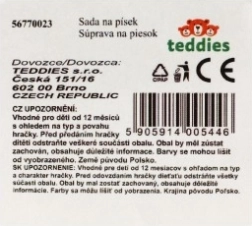 56770023
Sada na písek
Súprava na piesok
teddies
Dovozce/Dovozca:
TEDDIES s.r.o.
Česká 151/16
602 00 Brno
CZECH REPUBLIC
CE
5 905914 005446
CZ UPOZORNĚNÍ:
Vhodné pro děti od 12 měsíců
s ohledem na typ a povahu
hračky. Před předáním hračky
dítěti odstraňte veškeré součásti obalu. Obal by měl zůstat
zachován, obsahuje důležité informace. Barvy se mohou lišit
od vyobrazeného. Země původu Polsko.
SK UPOZORNENIE: Vhodné pre deti od 12 mesiacov s ohľadom na typ
a charakter hračky. Pred odovzdaním hračky dieťaťu odstráňte všetky
súčasti obalu. Obal by mal zostať zachovaný, obsahuje dôležité informácie.
Farby sa môžu líšiť od vyobrazenia. Krajina pôvodu Poľsko.